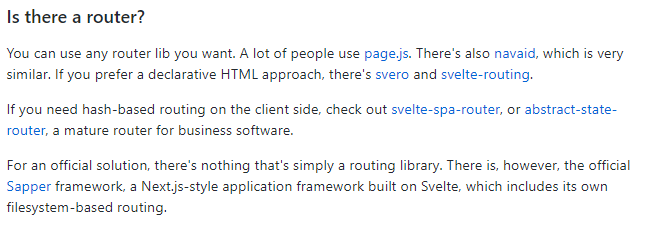 Is there a router?
You can use any router lib you want. A lot of people use page.js. There's also navaid, which is very
similar. If you prefer a declarative HTML approach, there's svero and svelte-routing.
If you need hash-based routing on the client side, check out svelte-spa-router, or abstract-state-
router, a mature router for business software.
For an official solution, there's nothing that's simply a routing library. There is, however, the official
Sapper framework, a Next.js-style application framework built on Svelte, which includes its own
filesystem-based routing.